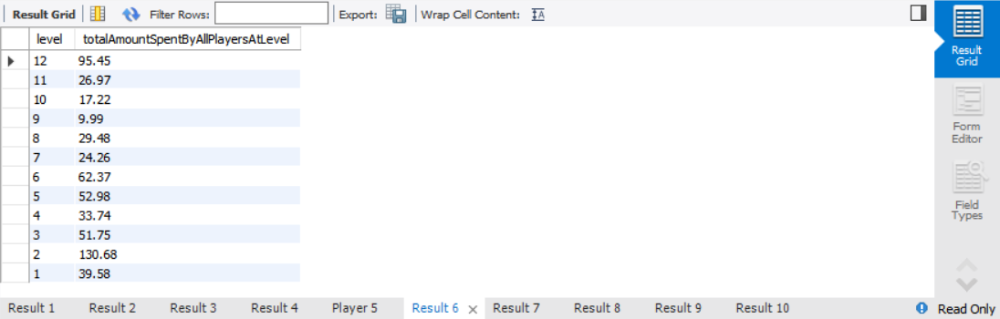 Result Grid Filter Rows: Export: Wrap Cell Content:
level totalAmountSpentByAllPlayersAtLevel
12 95.45
11 26.97
10 17.22
9 9.99
8 29.48
7 24.26
6 62.37
5 52.98
4 33.74
3 51.75
2 130.68
1 39.58
Result
Grid
Form
Editor
Field
Types
Result 1 Result 2 Result 3 Result 4 Player 5 Result 6 Result 7 Result 8 Result 9 Result 10 Read Only